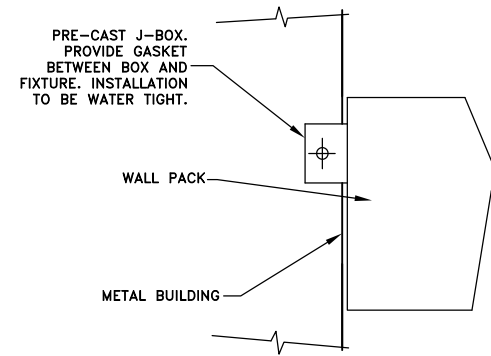 PRE-CAST J-BOX.
PROVIDE GASKET
BETWEEN BOX AND
FIXTURE. INSTALLATION
TO BE WATER TIGHT.
WALL PACK
METAL BUILDING